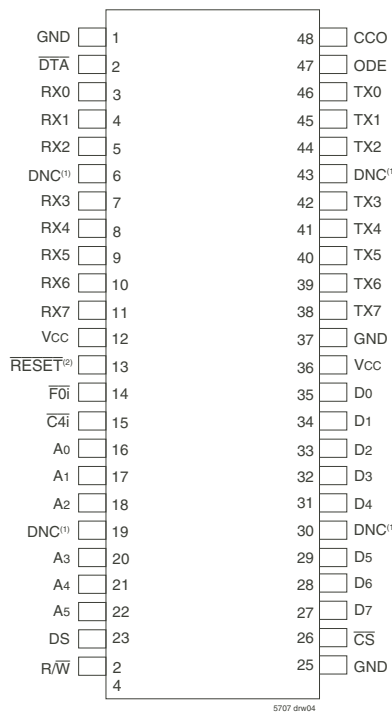 GND 1 48 CCO
DTA 2 47 ODE
RX0 3 46 TX0
RX1 4 45 TX1
RX2 5 44 TX2
DNC(1) 6 43 DNC(1
RX3 7 42 TX3
RX4 8 41 TX4
RX5 9 40 TX5
RX6 10 39 TX6
RX7 11 38 TX7
VCC 12 37 GND
RESET(2) 13 36 VCC
F0i 14 35 D0
C4i 15 34 D1
A0 16 33 D2
A1 17 32 D3
A2 18 31 D4
DNC(1) 19 30 DNC(1
A3 20 29 D5
A4 21 28 D6
A5 22 27 D7
DS 23 26 CS
R/W 2 25 GND
4
5707 drw04